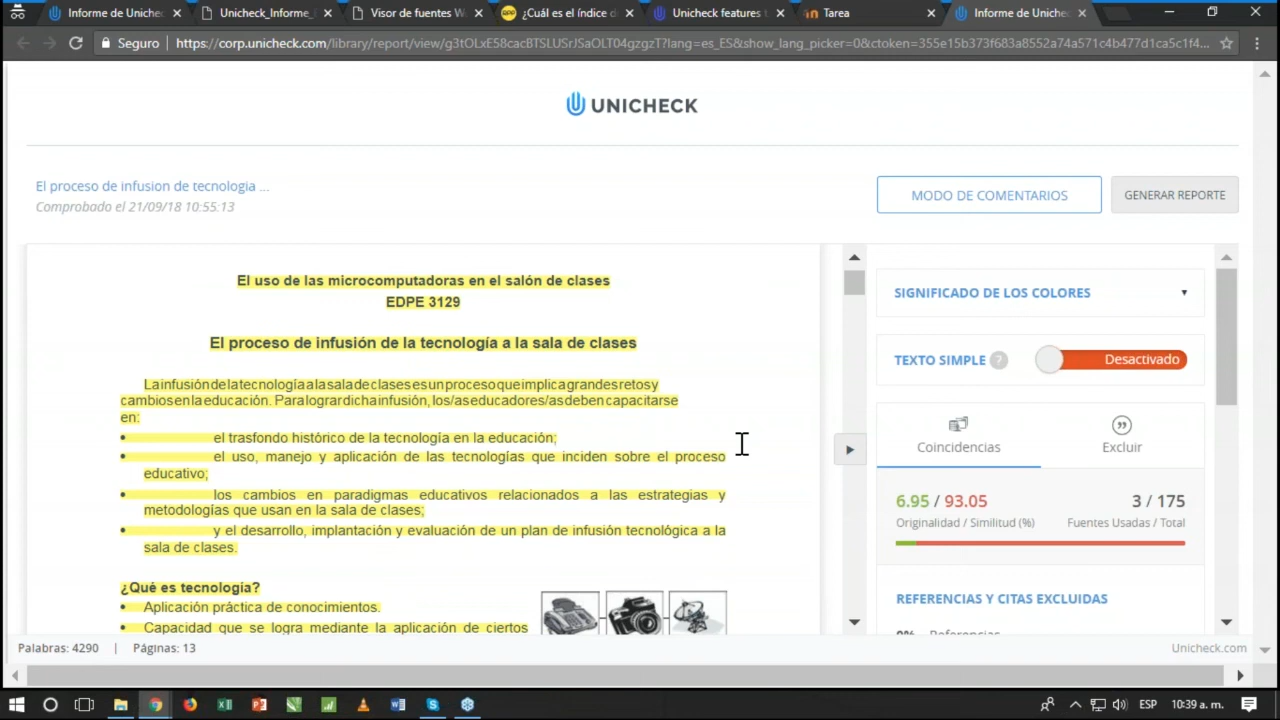 Informe de Unichec
Unicheck_Informe_
Visor de fuentes W
¿Cuál es el índice d
Unicheck features t
Tarea
Informe de Uniche
Seguro
https://corp.unicheck.com/library/report/view/g3tOLxES8cacBTSLUSrJSaOLT04gzgzT?lang=es_ES&show_lang_picker=0&ctoken=355e15b373f683a8552a74a571c4b477d1ca5c1f4...
UNICHECK
El proceso de infusion de tecnologia ...
Comprobado el 21/09/18 10:55:13
MODO DE COMENTARIOS
GENERAR REPORTE
El uso de las microcomputadoras en el salón de clases
EDPE 3129
El proceso de infusión de la tecnología a la sala de clases
La infusión de la tecnología a la sala de clases es un proceso que implica grandes retos y
cambios en la educación. Para lograr dicha infusión, los/as educadores/as deben capacitarse
en:
• el trasfondo histórico de la tecnología en la educación;
• el uso, manejo y aplicación de las tecnologías que inciden sobre el proceso
educativo;
• los cambios en paradigmas educativos relacionados a las estrategias y
metodologías que usan en la sala de clases;
• y el desarrollo, implantación y evaluación de un plan de infusión tecnológica a la
sala de clases.
¿Qué es tecnología?
• Aplicación práctica de conocimientos.
• Capacidad que se logra mediante la aplicación de ciertos
SIGNIFICADO DE LOS COLORES
TEXTO SIMPLE ?
Desactivado
Coincidencias
Excluir
6.95 / 93.05
3 / 175
Originalidad / Similitud (%)
Fuentes Usadas / Total
REFERENCIAS Y CITAS EXCLUIDAS
0% Referencias
Palabras: 4290 | Páginas: 13
Unicheck.com
ESP
10:39 a. m.